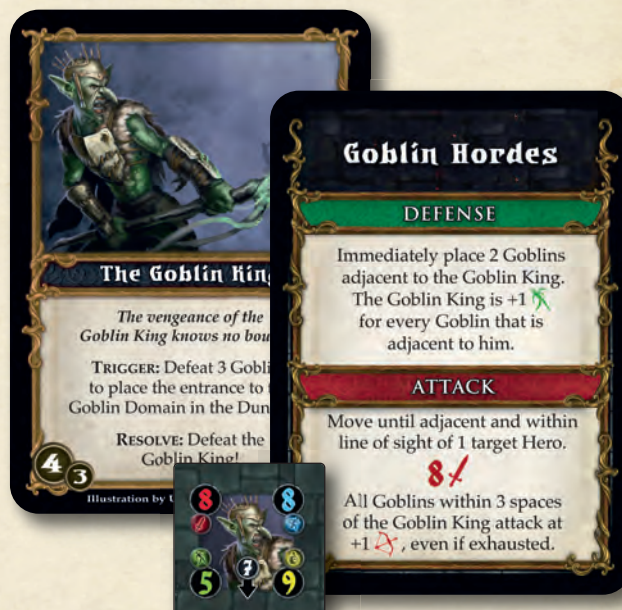 The Goblin
The vengeance of the
Goblin King knows no
TRIGGER: Defeat 3
to place the entrance to
Goblin Domain in the
RESOLVE: Defeat the
Goblin King!
4
3
Illustration by
Goblin Hordes
DEFENSE
Immediately place 2 Goblins
adjacent to the Goblin King.
The Goblin King is +1
for every Goblin that is
adjacent to him.
ATTACK
Move until adjacent and within
line of sight of 1 target Hero.
8
All Goblins within 3 spaces
of the Goblin King attack at
+1 , even if exhausted.
8 8
7
5 9